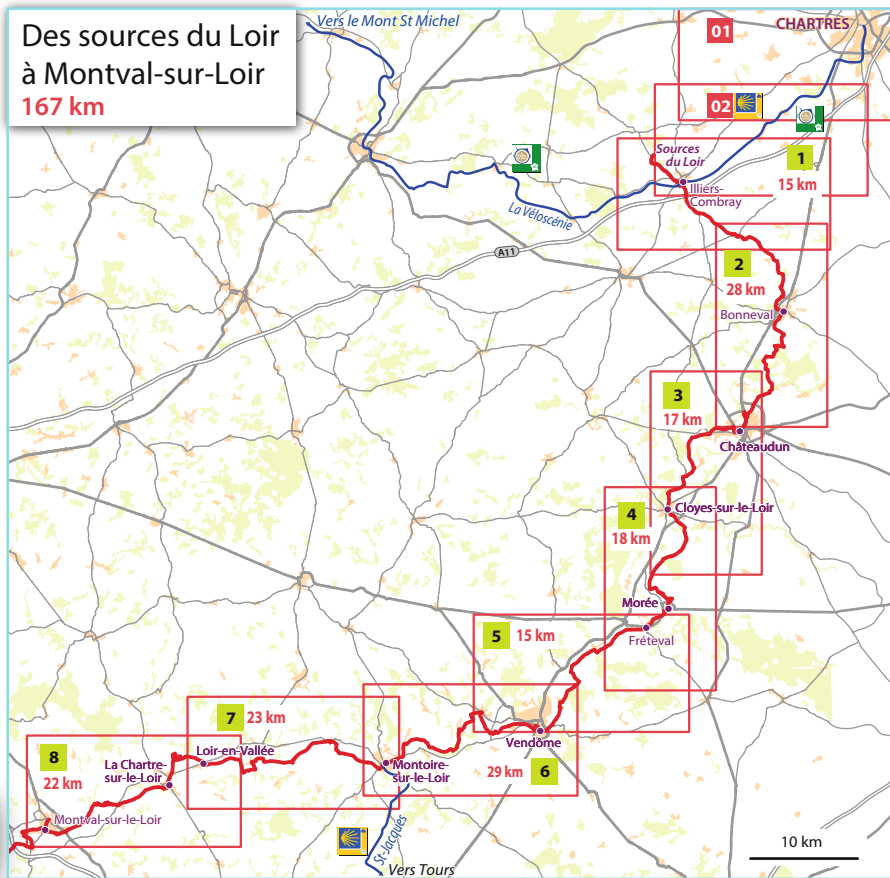 Des sources du Loir
à Montval-sur-Loir
167 km
Vers le Mont St Michel
01
CHARTRES
02
Sources
du Loir
1
15 km
Illiers-
Combray
La Véloscénie
A11
2
28 km
Bonneval
3
17 km
Châteaudun
4
18 km
Cloyes-sur-le-Loir
Morée
5
15 km
Fréteval
7
23 km
Vendôme
8
22 km
La Chartre-
sur-le-Loir
Loir-en-Vallée
Montoire-
sur-le-Loir
29 km
6
Montval-sur-le-Loir
St-Jacques
Vers Tours
10 km